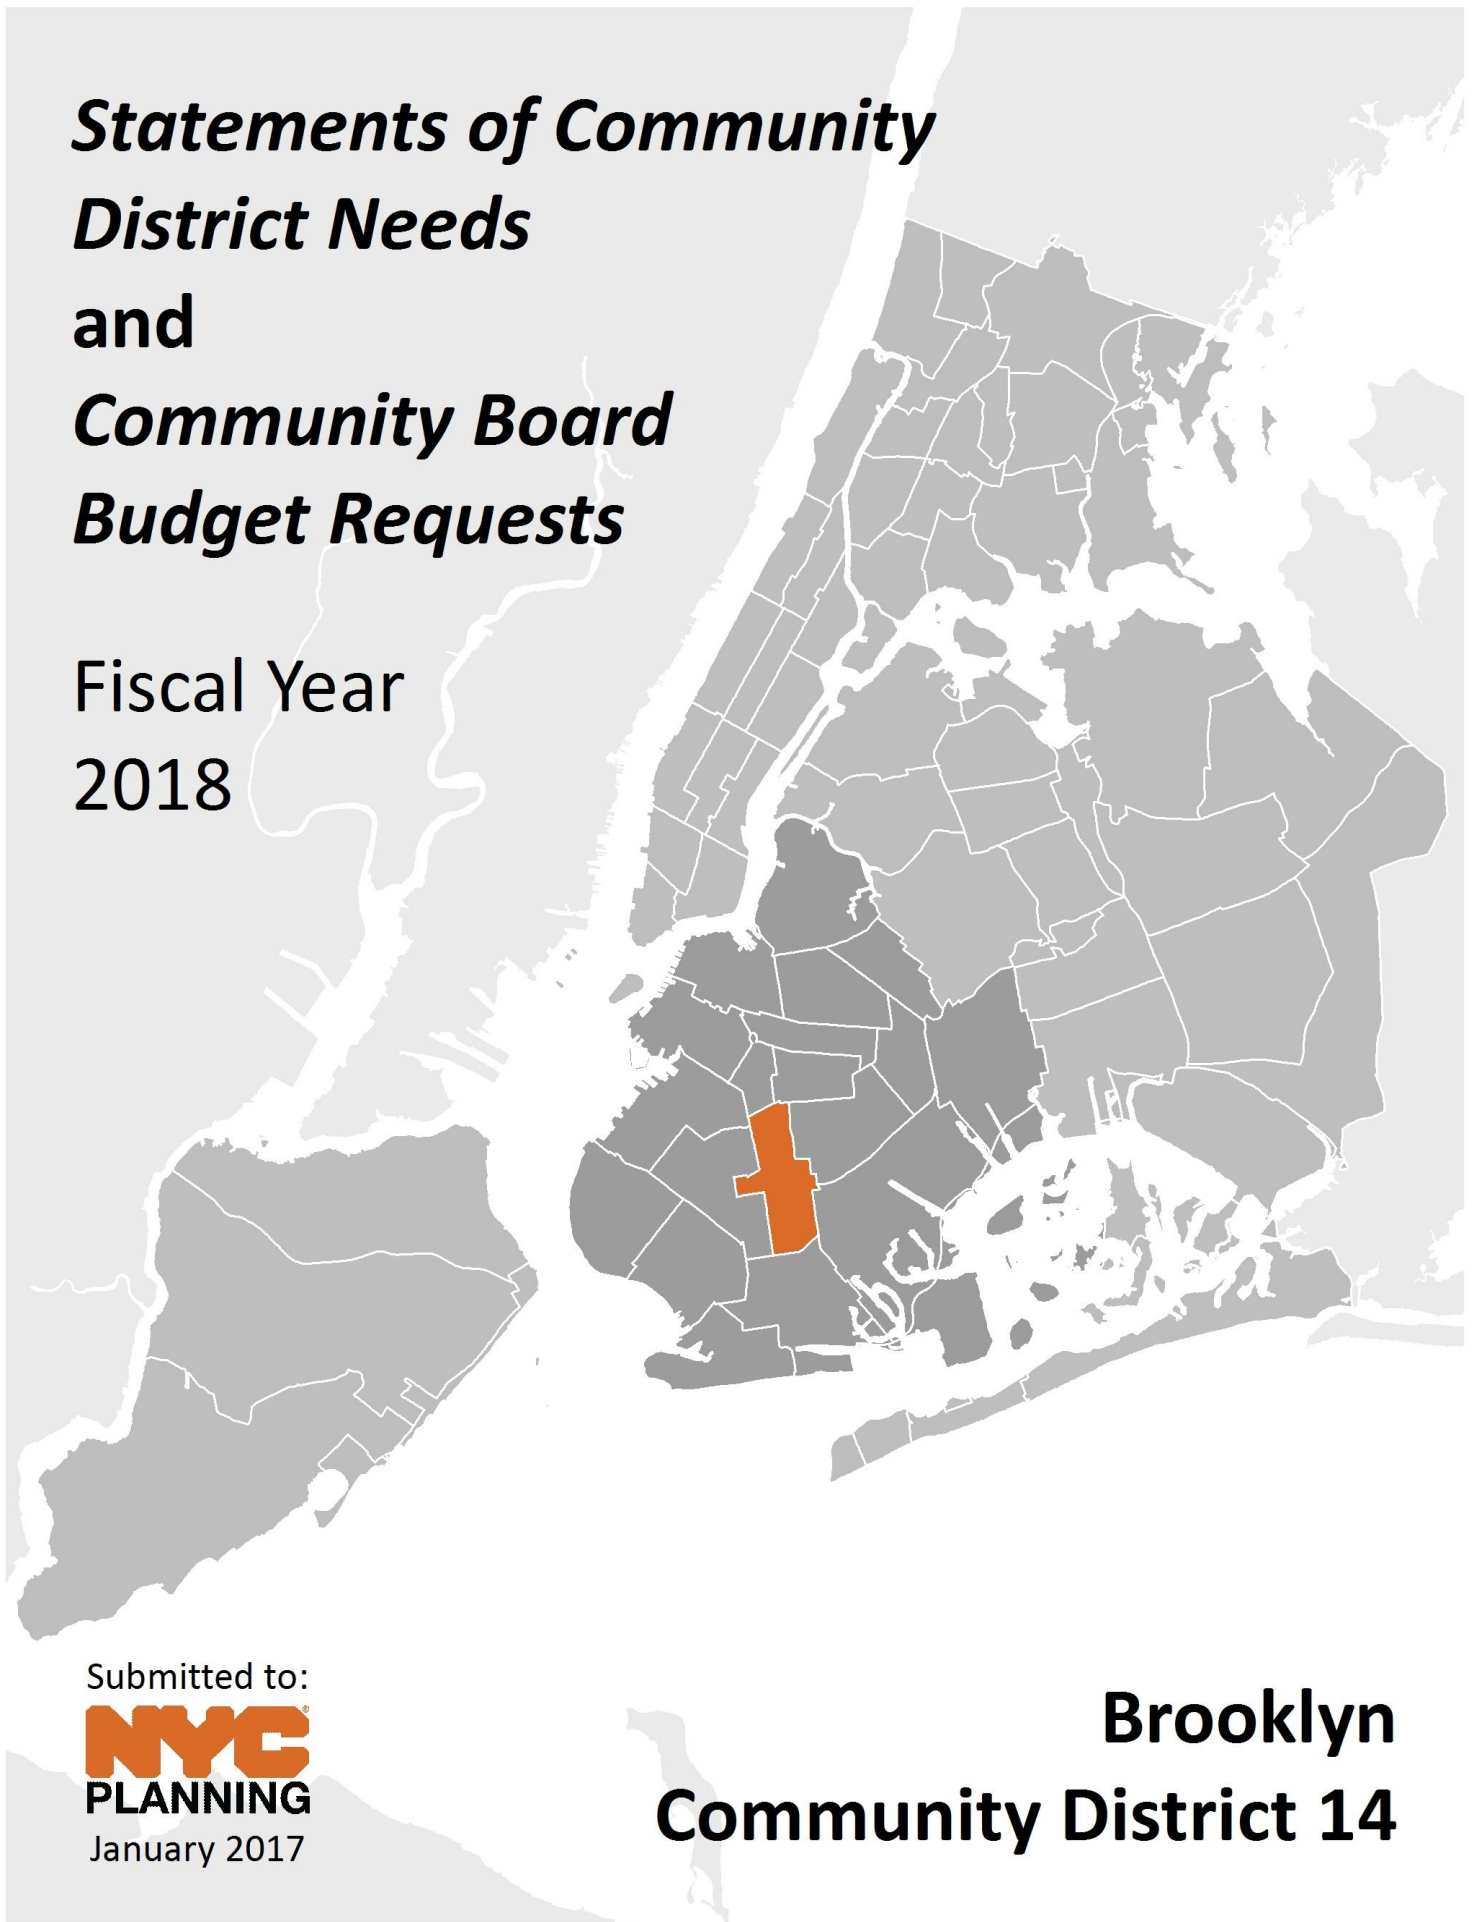 Statements of Community
District Needs
and
Community Board
Budget Requests
Fiscal Year
2018
Submitted to:
NYC®
PLANNING
January 2017
Brooklyn
Community District 14